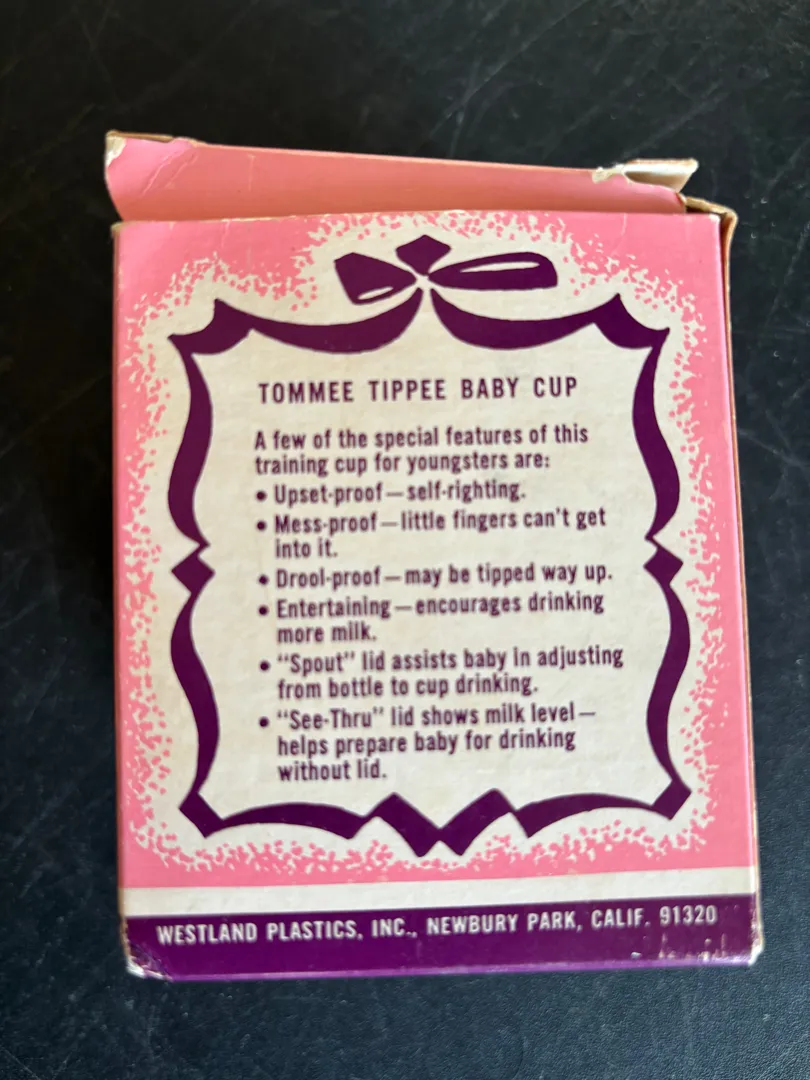 TOMMEE TIPPEE BABY CUP
A few of the special features of this
training cup for youngsters are:
• Upset-proof — self-righting.
• Mess-proof — little fingers can't get
into it.
• Drool-proof — may be tipped way up.
• Entertaining — encourages drinking
more milk.
• "Spout" lid assists baby in adjusting
from bottle to cup drinking.
• "See-Thru" lid shows milk level —
helps prepare baby for drinking
without lid.
WESTLAND PLASTICS, INC., NEWBURY PARK, CALIF. 91320